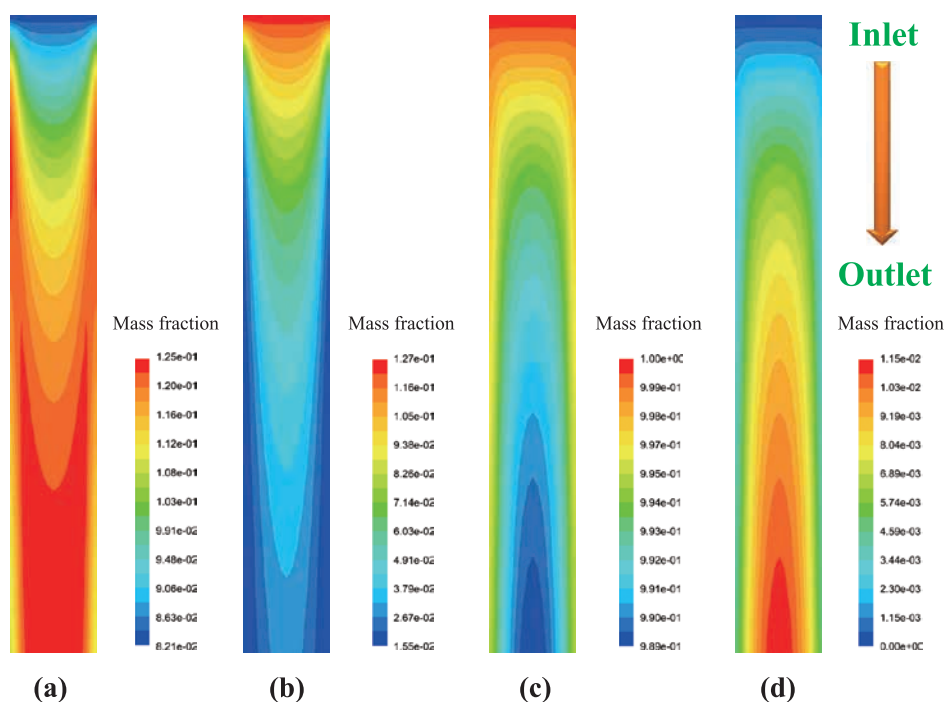 Inlet
Outlet
Mass fraction
1.25e-01
1.20e-01
1.16e-01
1.12e-01
1.08e-01
1.03e-01
9.91e-02
9.48e-02
9.06e-02
8.63e-02
8.21e-02
Mass fraction
1.27e-01
1.16e-01
1.05e-01
9.38e-02
8.26e-02
7.14e-02
6.03e-02
4.91e-02
3.79e-02
2.67e-02
1.55e-02
Mass fraction
1.00e+00
9.99e-01
9.98e-01
9.97e-01
9.95e-01
9.94e-01
9.93e-01
9.92e-01
9.91e-01
9.90e-01
9.89e-01
Mass fraction
1.15e-02
1.03e-02
9.19e-03
8.04e-03
6.89e-03
5.74e-03
4.59e-03
3.44e-03
2.30e-03
1.15e-03
0.00e+00
(a) (b) (c) (d)